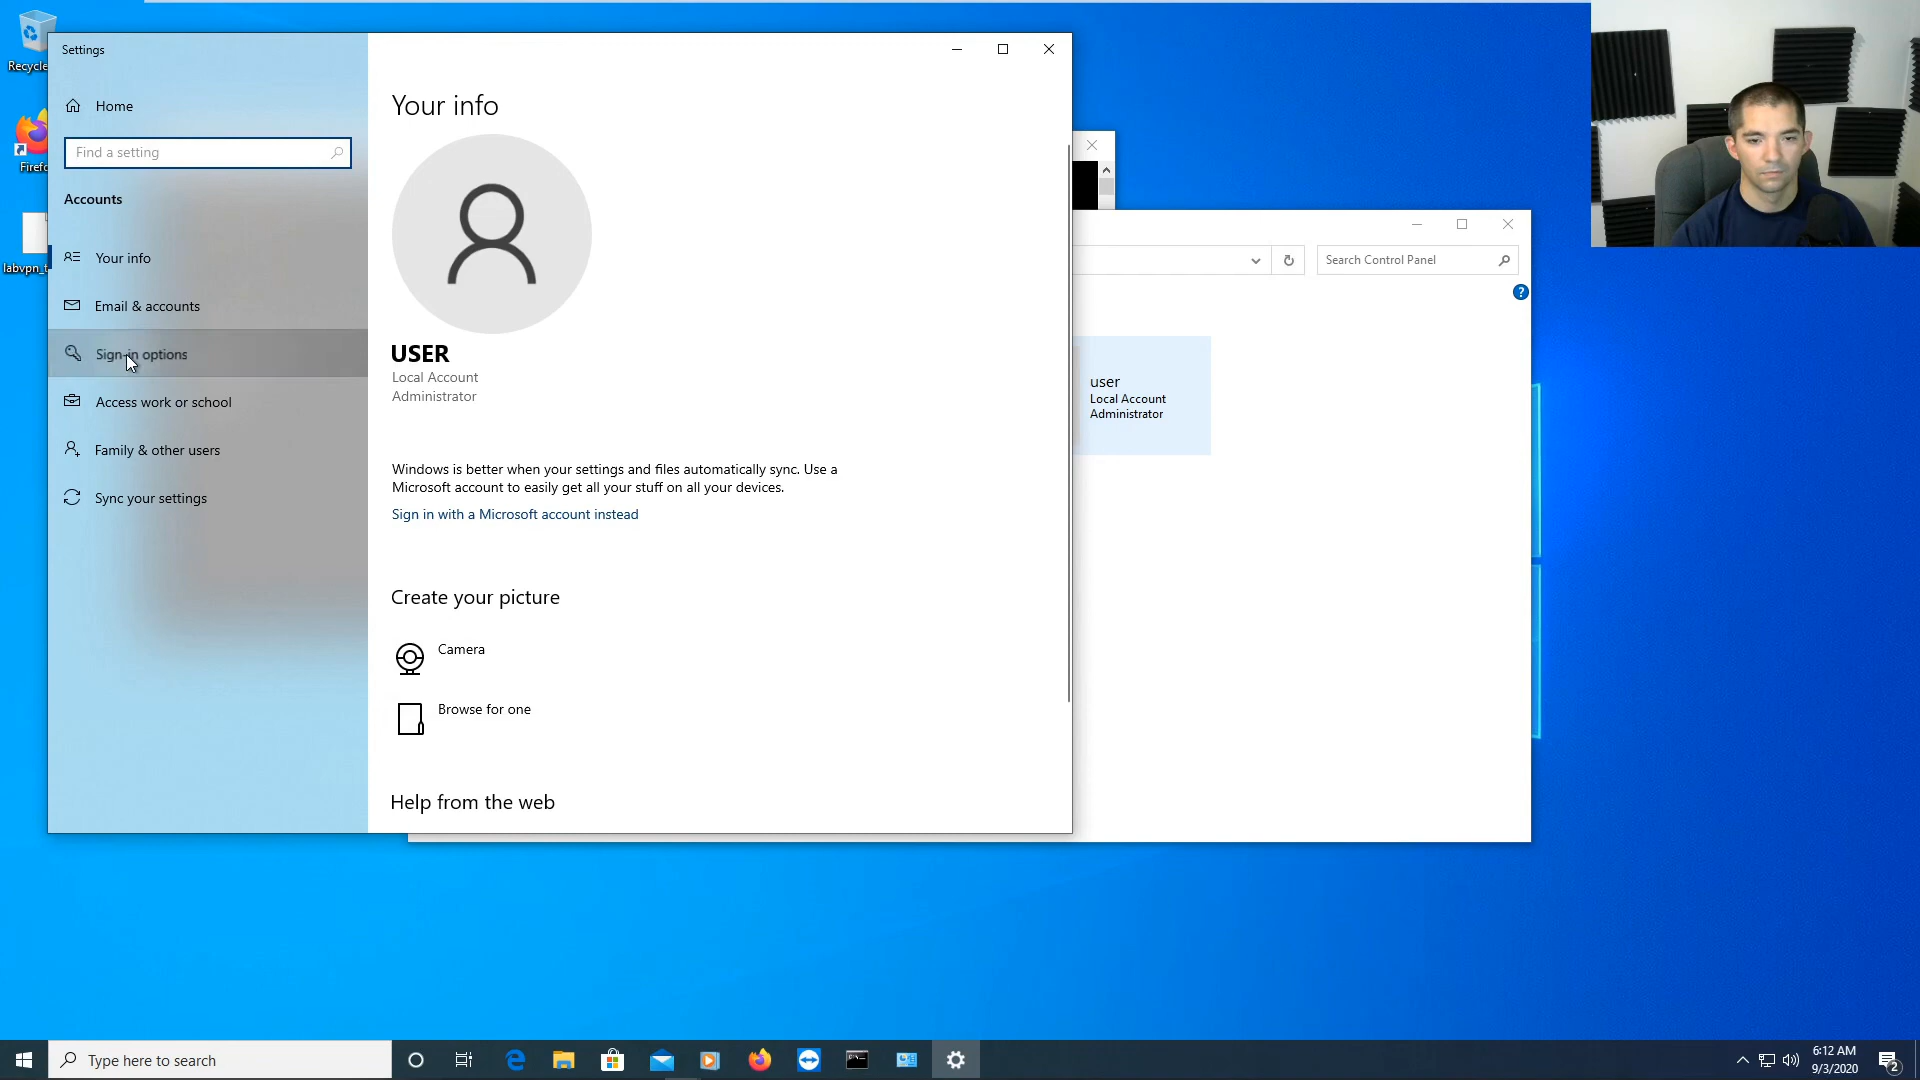 Recycle
Firefo
labvpn_t
Settings
Home
Find a setting
Accounts
Your info
Email & accounts
Sign-in options
Access work or school
Family & other users
Sync your settings
Your info
USER
Local Account
Administrator
Windows is better when your settings and files automatically sync. Use a
Microsoft account to easily get all your stuff on all your devices.
Sign in with a Microsoft account instead
Create your picture
Camera
Browse for one
Help from the web
Search Control Panel
?
user
Local Account
Administrator
Type here to search
6:12 AM
9/3/2020
2